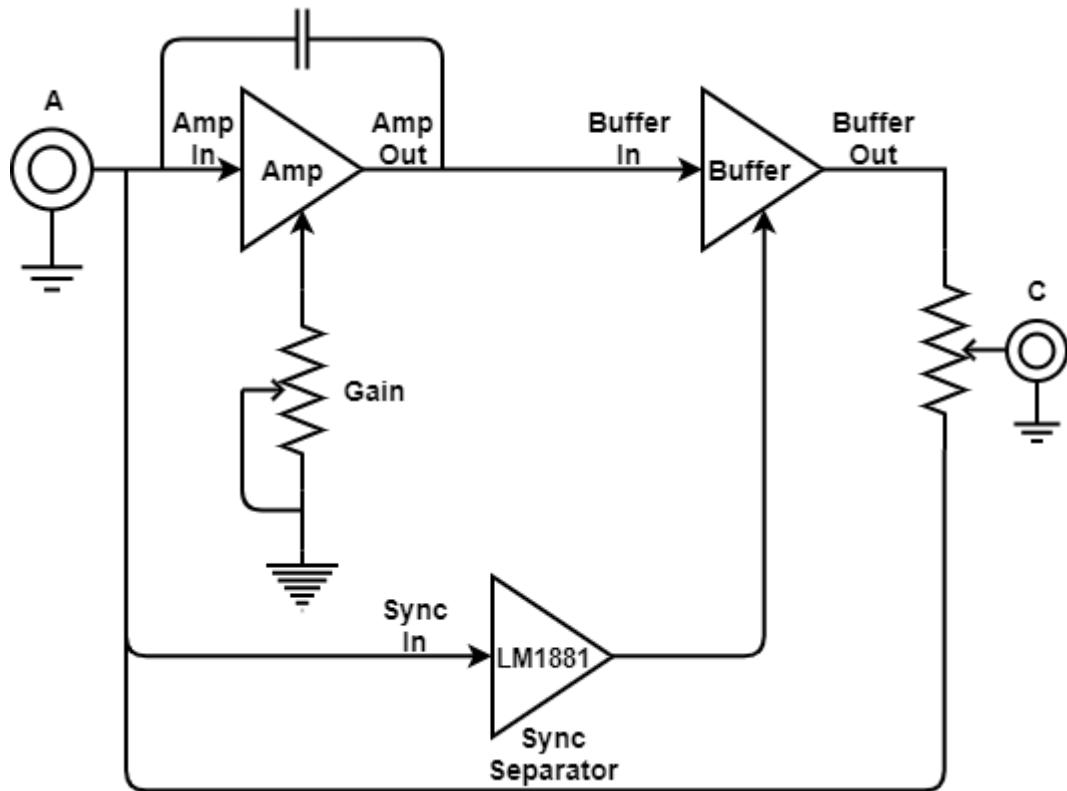 A
Amp
In
Amp
Amp
Out
Buffer
In
Buffer
Buffer
Out
C
Gain
Sync
In
LM1881
Sync
Separator